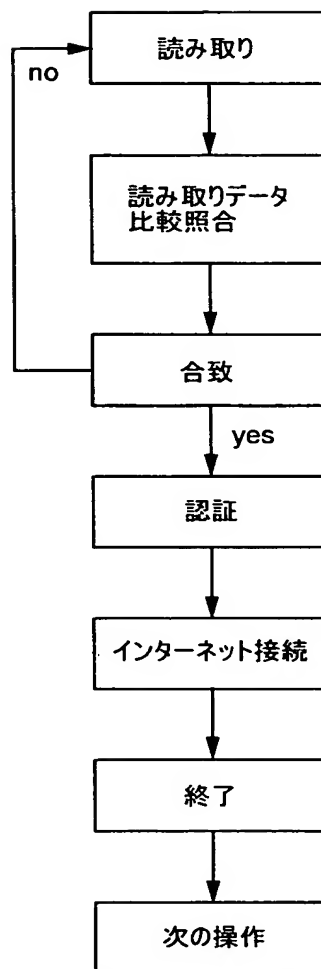 読み取り
no
読み取りデータ
比較照合
合致
yes
認証
インターネット接続
終了
次の操作